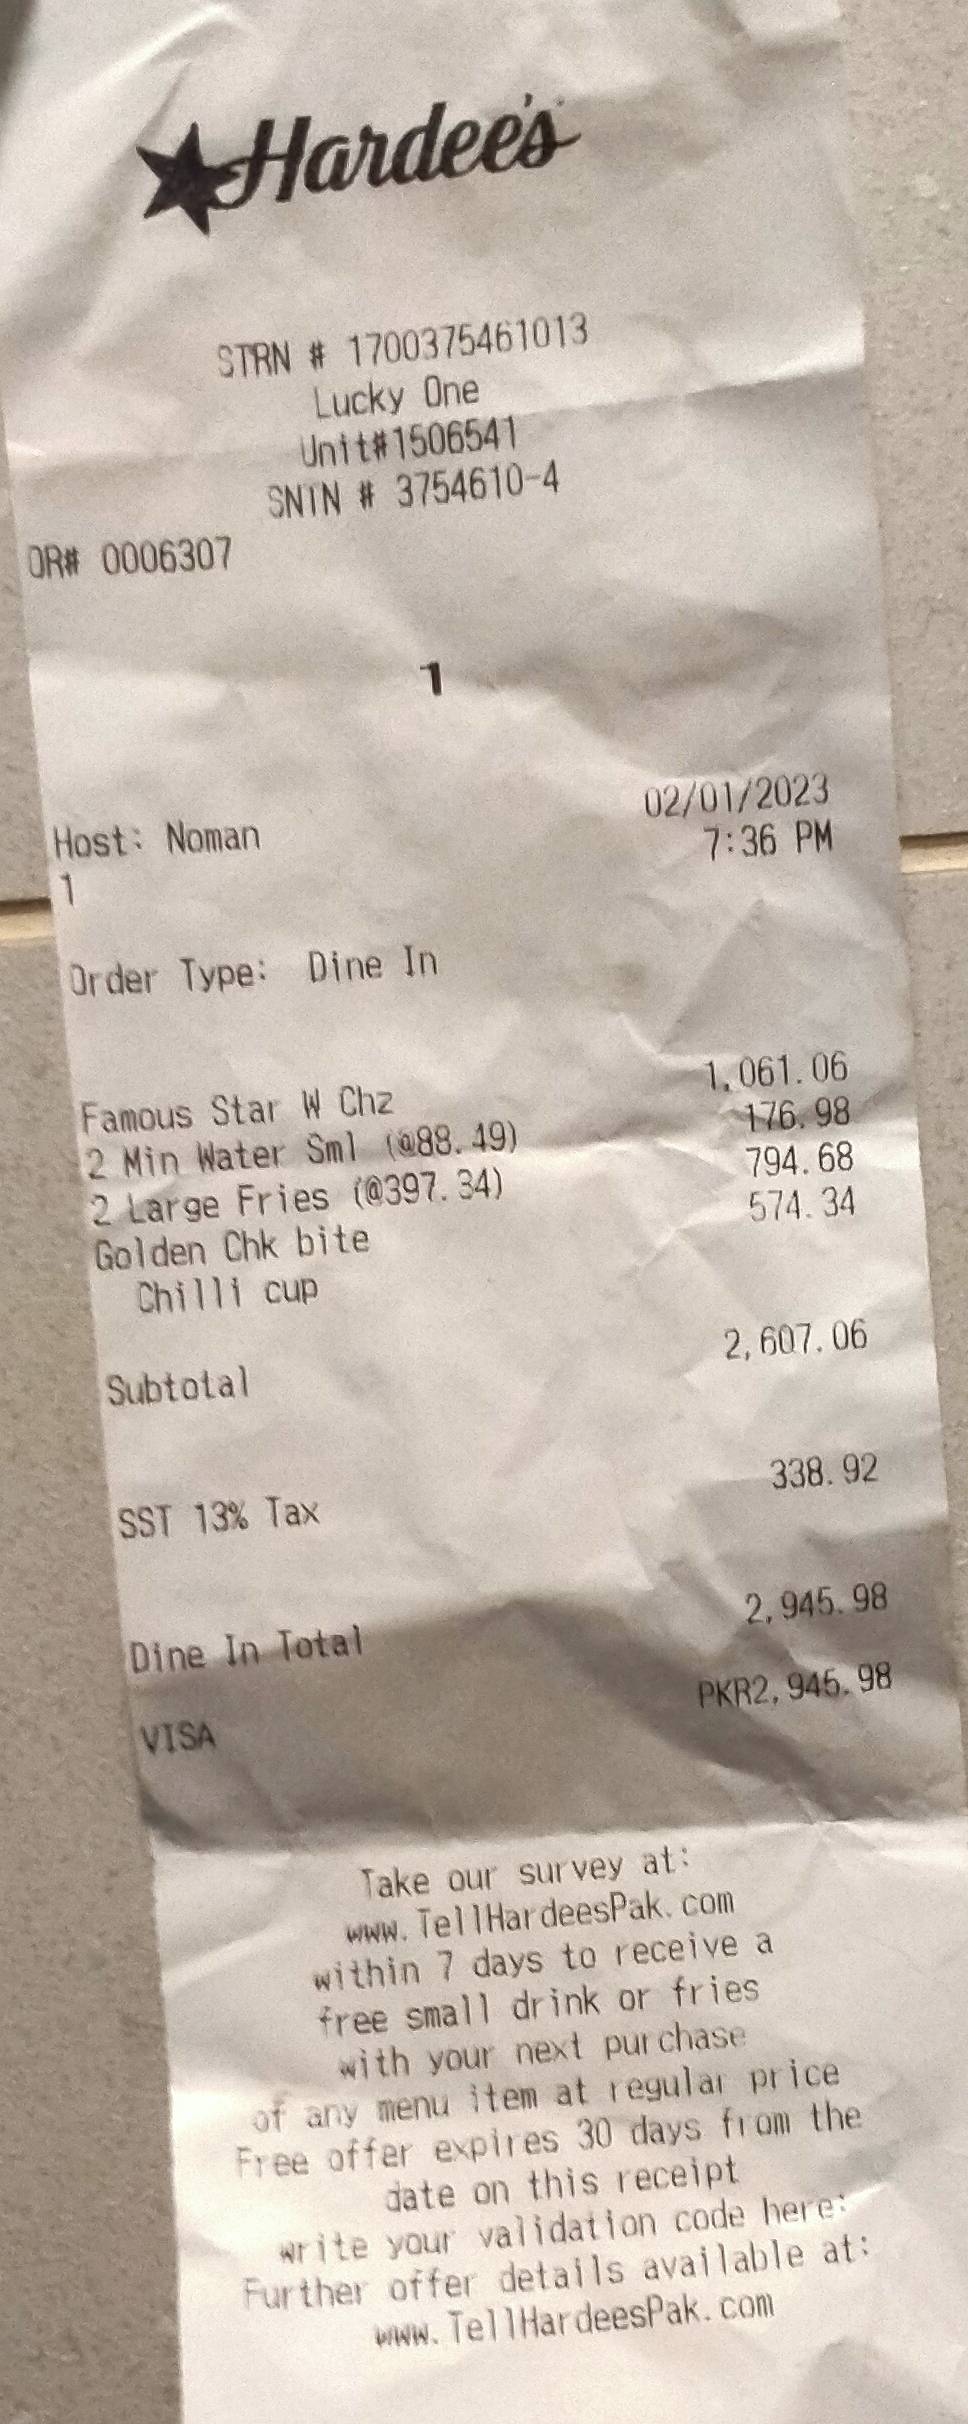 Hardee's
STRN # 1700375461013
Lucky One
Unit#1506541
SNTN # 3754610-4
OR# 0006307
1
02/01/2023
Host: Noman 7:36 PM
1
Order Type: Dine In
Famous Star W Chz 1,061.06
2 Min Water Sml (@88.49) 176.98
2 Large Fries (@397.34) 794.68
Golden Chk bite 574.34
Chilli cup
Subtotal 2,607.06
SST 13% Tax 338.92
Dine In Total 2,945.98
VISA PKR2,945.98
Take our survey at:
www.TellHardeesPak.com
within 7 days to receive a
free small drink or fries
with your next purchase
of any menu item at regular price
Free offer expires 30 days from the
date on this receipt
write your validation code here:
Further offer details available at:
www.TellHardeesPak.com